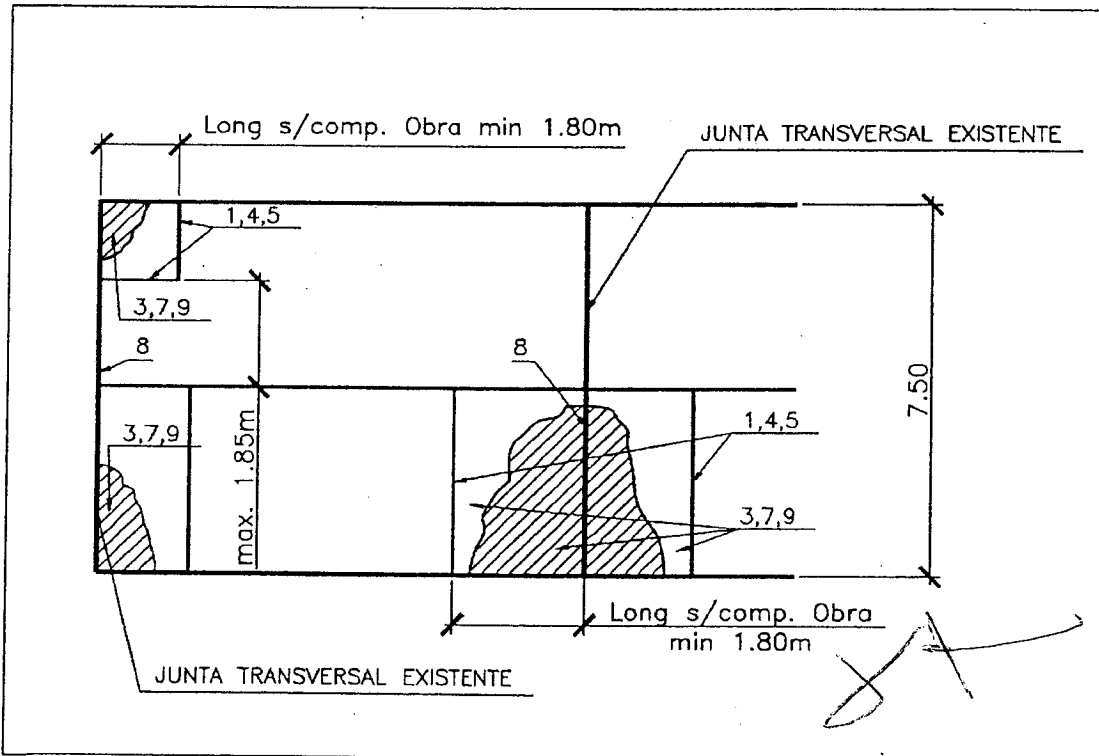 Long s/comp. Obra min 1.80m
JUNTA TRANSVERSAL EXISTENTE
1,4,5
3,7,9
8
8
7.50
3,7,9
max. 1.85m
1,4,5
3,7,9
Long s/comp. Obra
min 1.80m
JUNTA TRANSVERSAL EXISTENTE